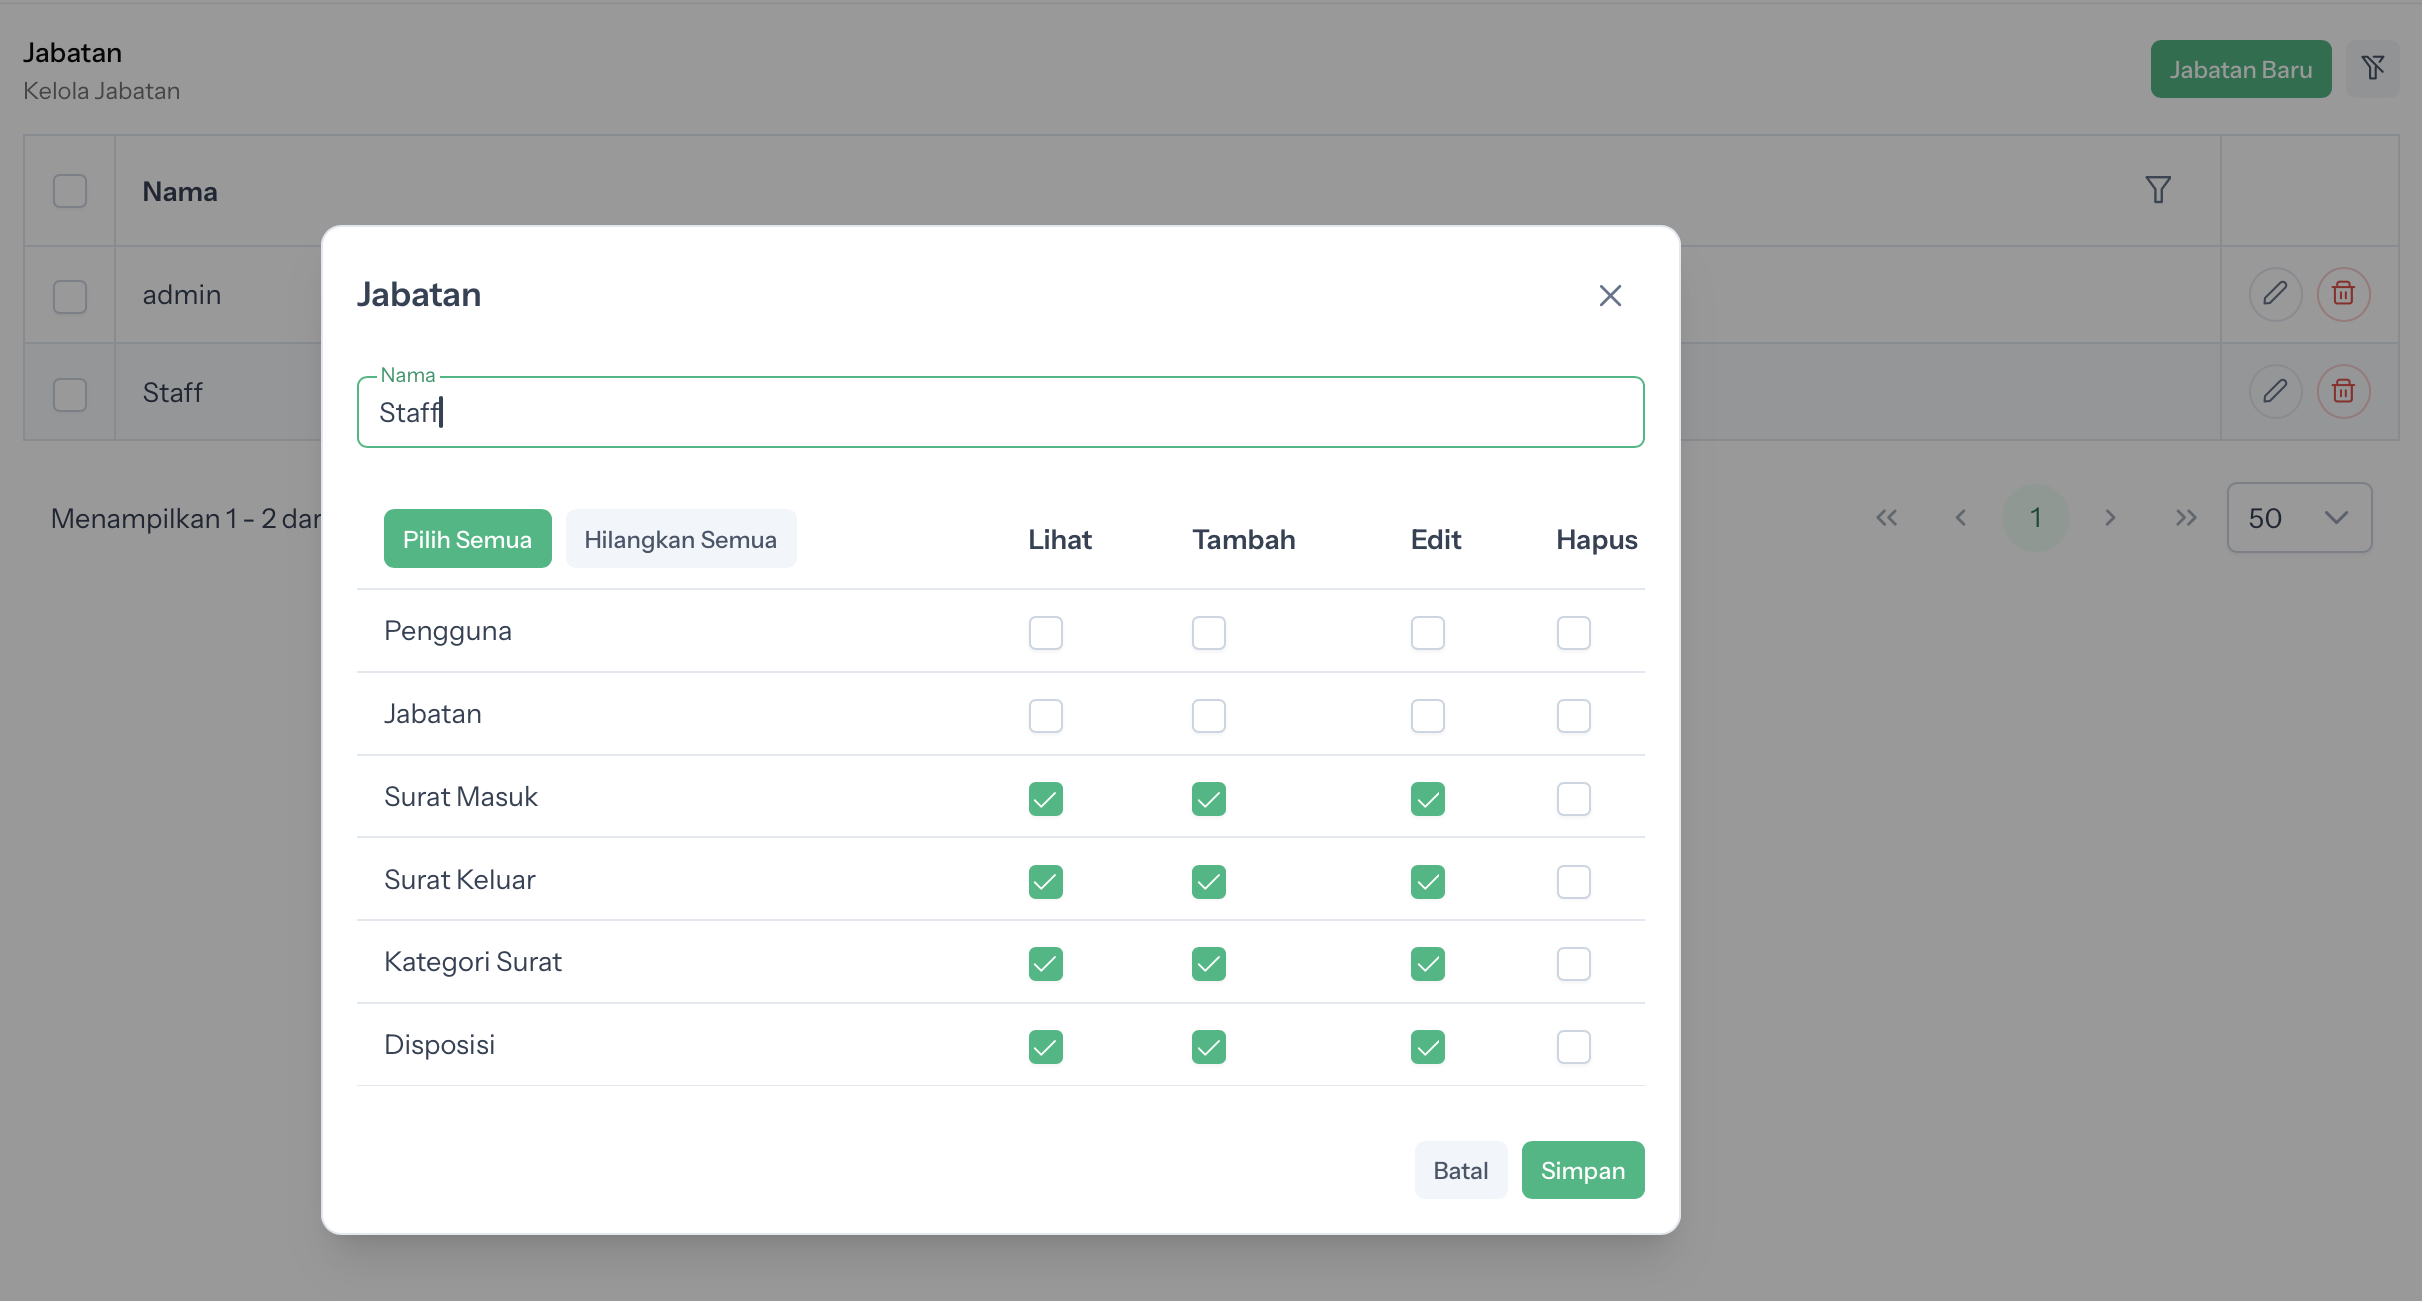 Jabatan
Kelola Jabatan
Jabatan Baru
Nama
admin
Staff
Menampilkan 1 - 2 dar
1
50
Jabatan
Nama
Staff
Pilih Semua Hilangkan Semua Lihat Tambah Edit Hapus
Pengguna
Jabatan
Surat Masuk
Surat Keluar
Kategori Surat
Disposisi
Batal Simpan